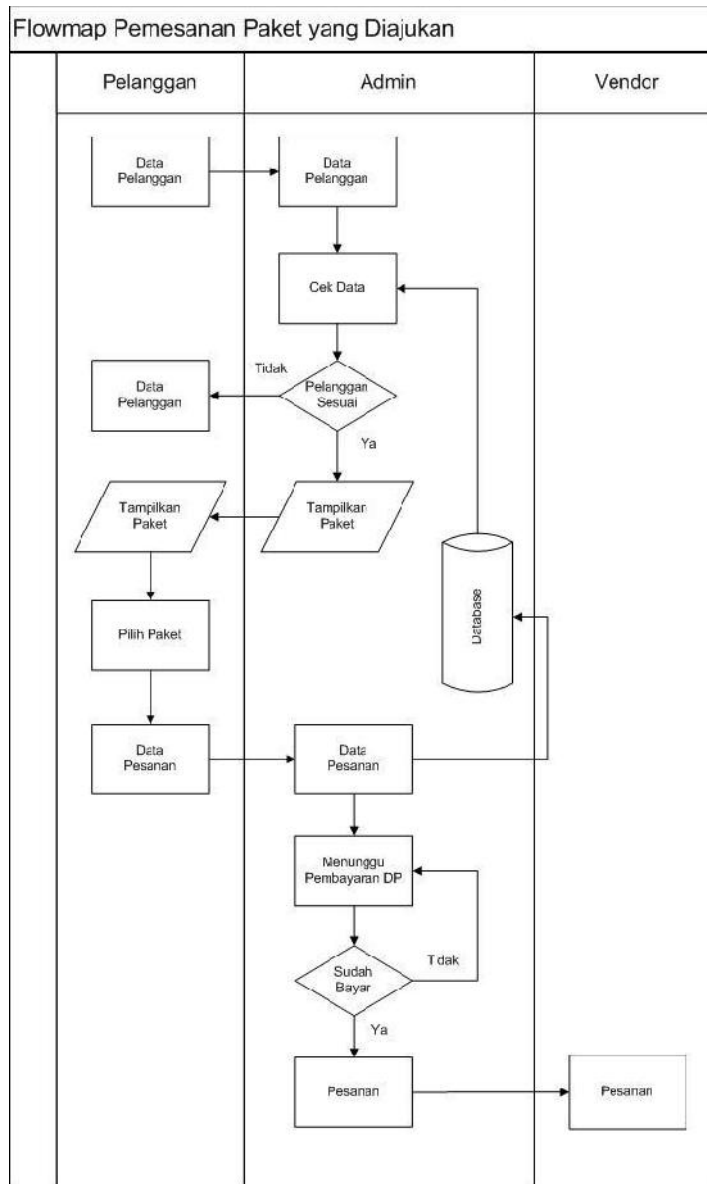 Flowmap Pemesanan Paket yang Diajukan
Pelanggan
Admin
Vendor
Data
Pelanggan
Data
Pelanggan
Cek Data
Tidak
Data
Pelanggan
Pelanggan
Sesuai
Ya
Tampilkan
Paket
Tampilkan
Paket
Database
Pilih Paket
Data
Pesanan
Data
Pesanan
Menunggu
Pembayaran DP
Sudah
Bayar
Tidak
Ya
Pesanan
Pesanan